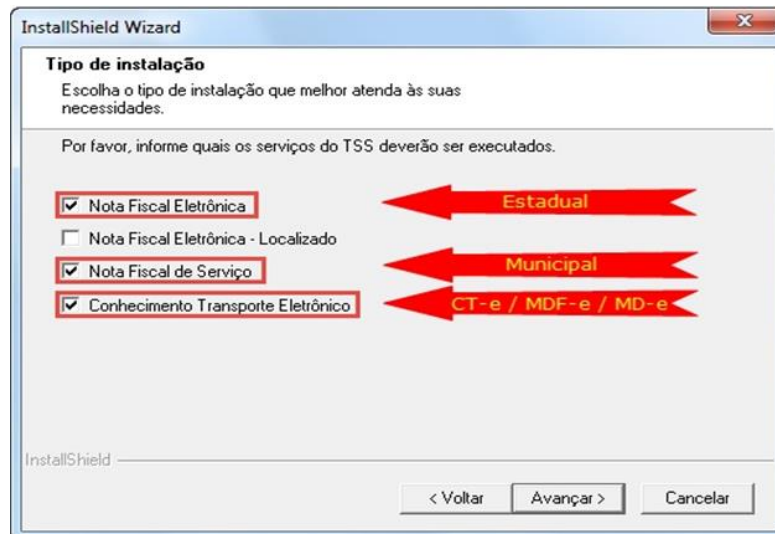 InstallShield Wizard
Tipo de instalação
Escolha o tipo de instalação que melhor atenda às suas
necessidades.
Por favor, informe quais os serviços do TSS deverão ser executados.
Nota Fiscal Eletrônica
Estadual
Nota Fiscal Eletrônica - Localizado
Nota Fiscal de Serviço
Municipal
Conhecimento Transporte Eletrônico
CT-e / MDF-e / MD-e
InstallShield
< Voltar
Avançar >
Cancelar